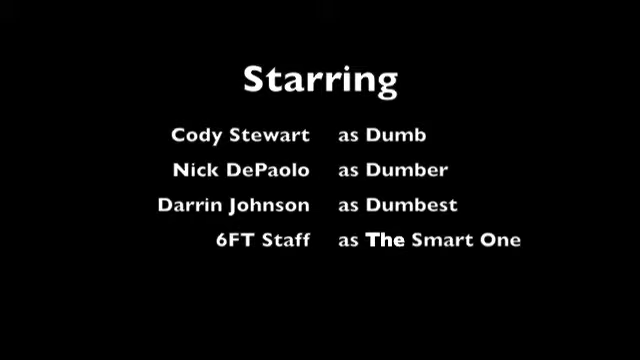 Starring
Cody Stewart as Dumb
Nick DePaolo as Dumber
Darrin Johnson as Dumbest
6FT Staff as The Smart One